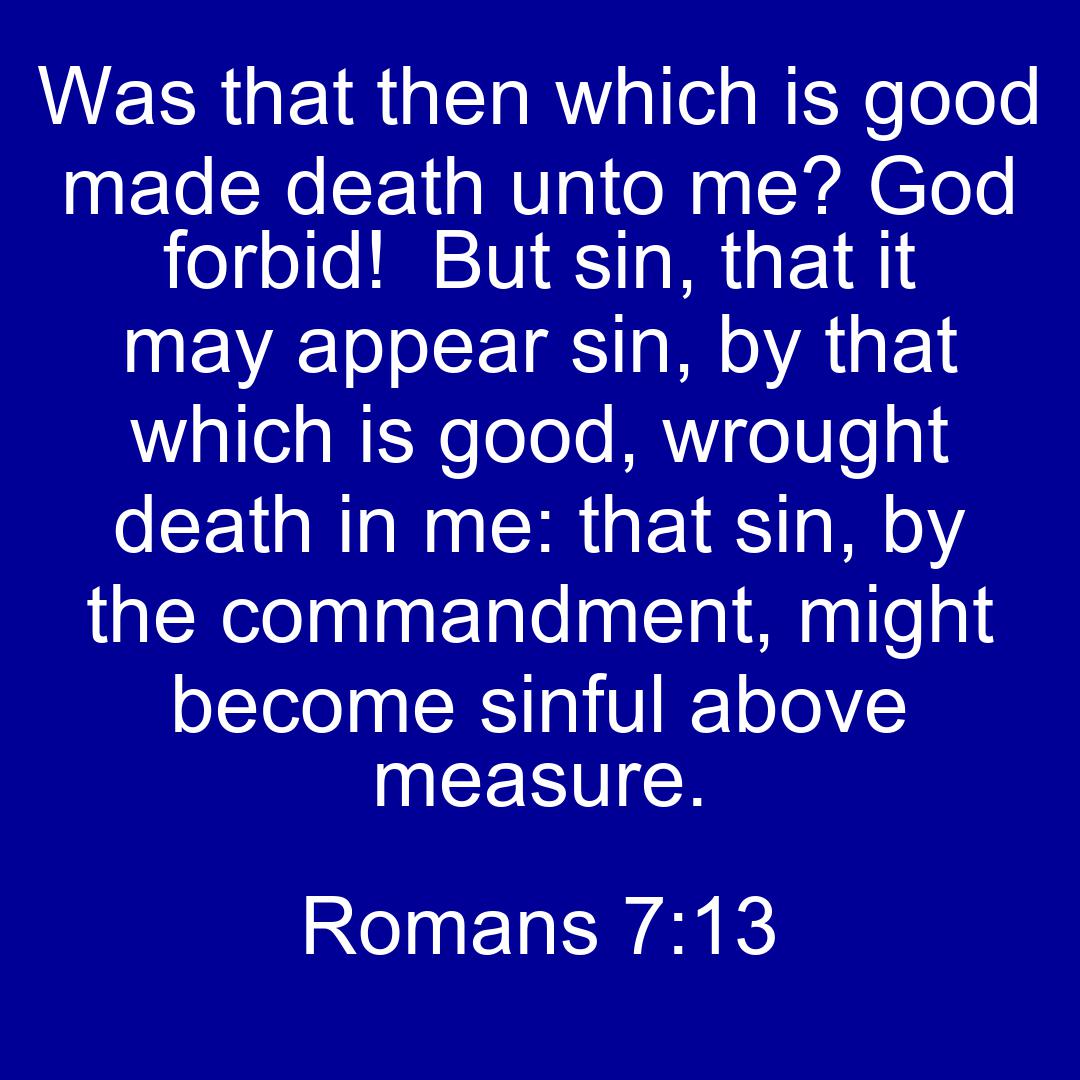 Was that then which is good
made death unto me? God
forbid!  But sin, that it
may appear sin, by that
which is good, wrought
death in me: that sin, by
the commandment, might
become sinful above
measure.
Romans 7:13